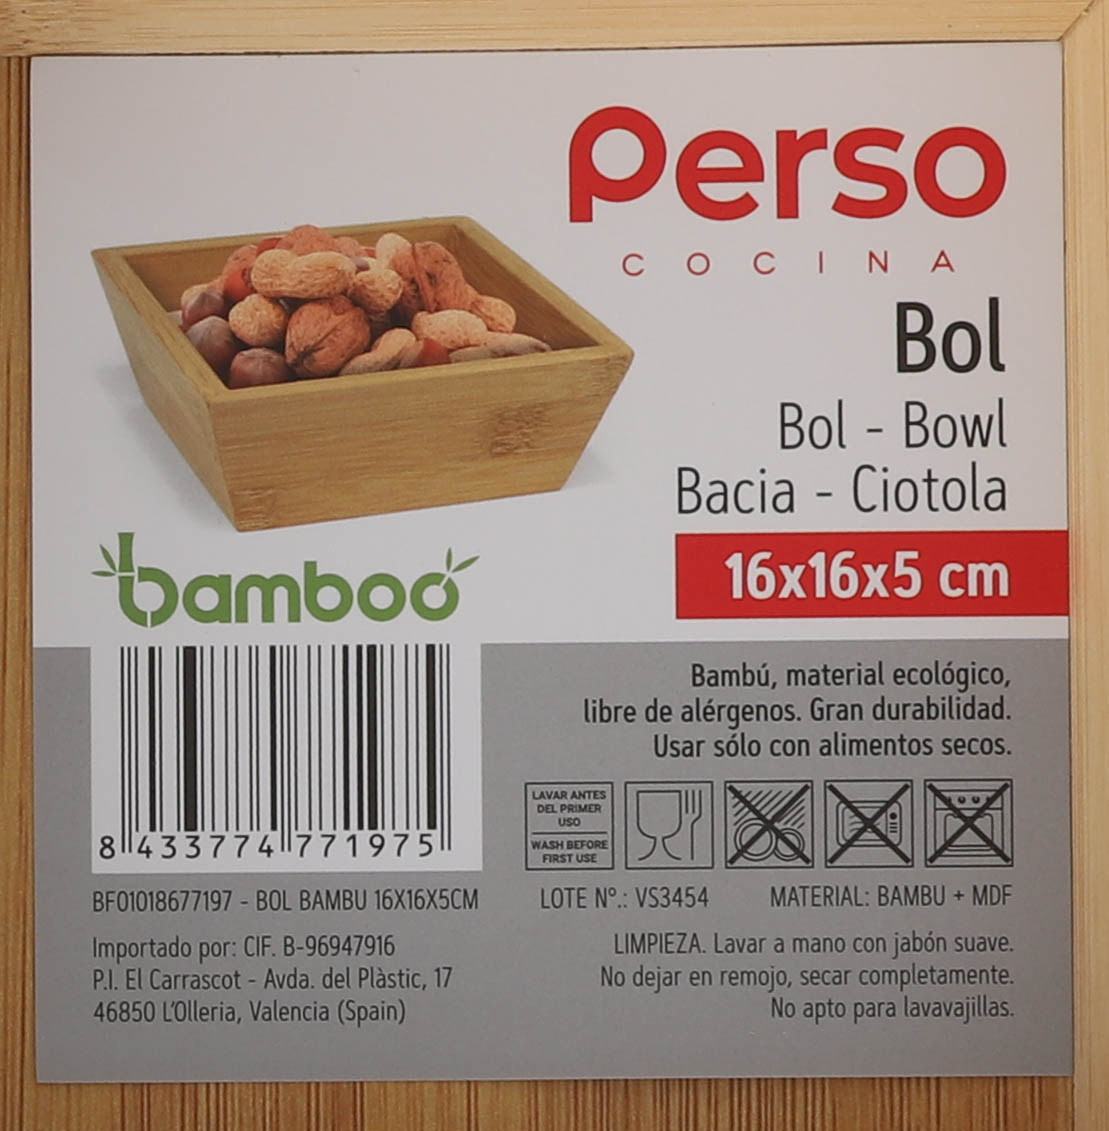 Perso
COCINA
Bol
Bol - Bowl
Bacia - Ciotola
16x16x5 cm
bamboo
Bambú, material ecológico,
libre de alérgenos. Gran durabilidad.
Usar sólo con alimentos secos.
LAVAR ANTES
DEL PRIMER
USO
WASH BEFORE
FIRST USE
8 433774 771975
BF01018677197 - BOL BAMBU 16X16X5CM
LOTE Nº.: VS3454
MATERIAL: BAMBU + MDF
Importado por: CIF. B-96947916
P.I. El Carrascot - Avda. del Plàstic, 17
46850 L'Olleria, Valencia (Spain)
LIMPIEZA. Lavar a mano con jabón suave.
No dejar en remojo, secar completamente.
No apto para lavavajillas.